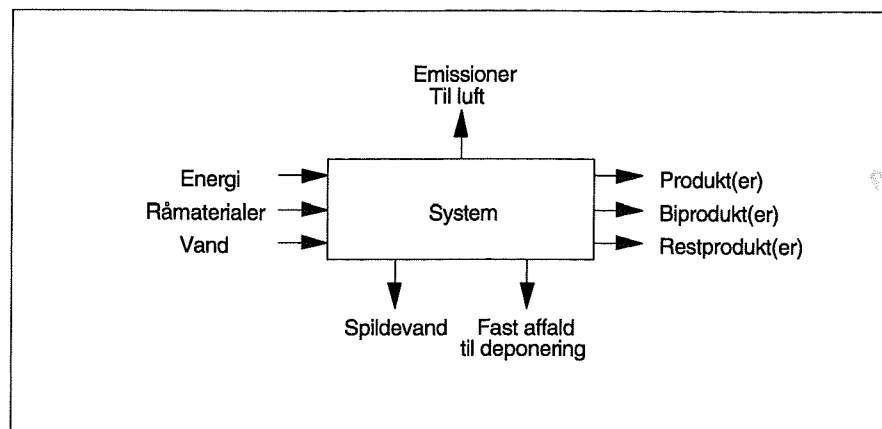 Emissioner
Til luft
Energi
Råmaterialer
Vand
System
Produkt(er)
Biprodukt(er)
Restprodukt(er)
Spildevand
Fast affald
til deponering